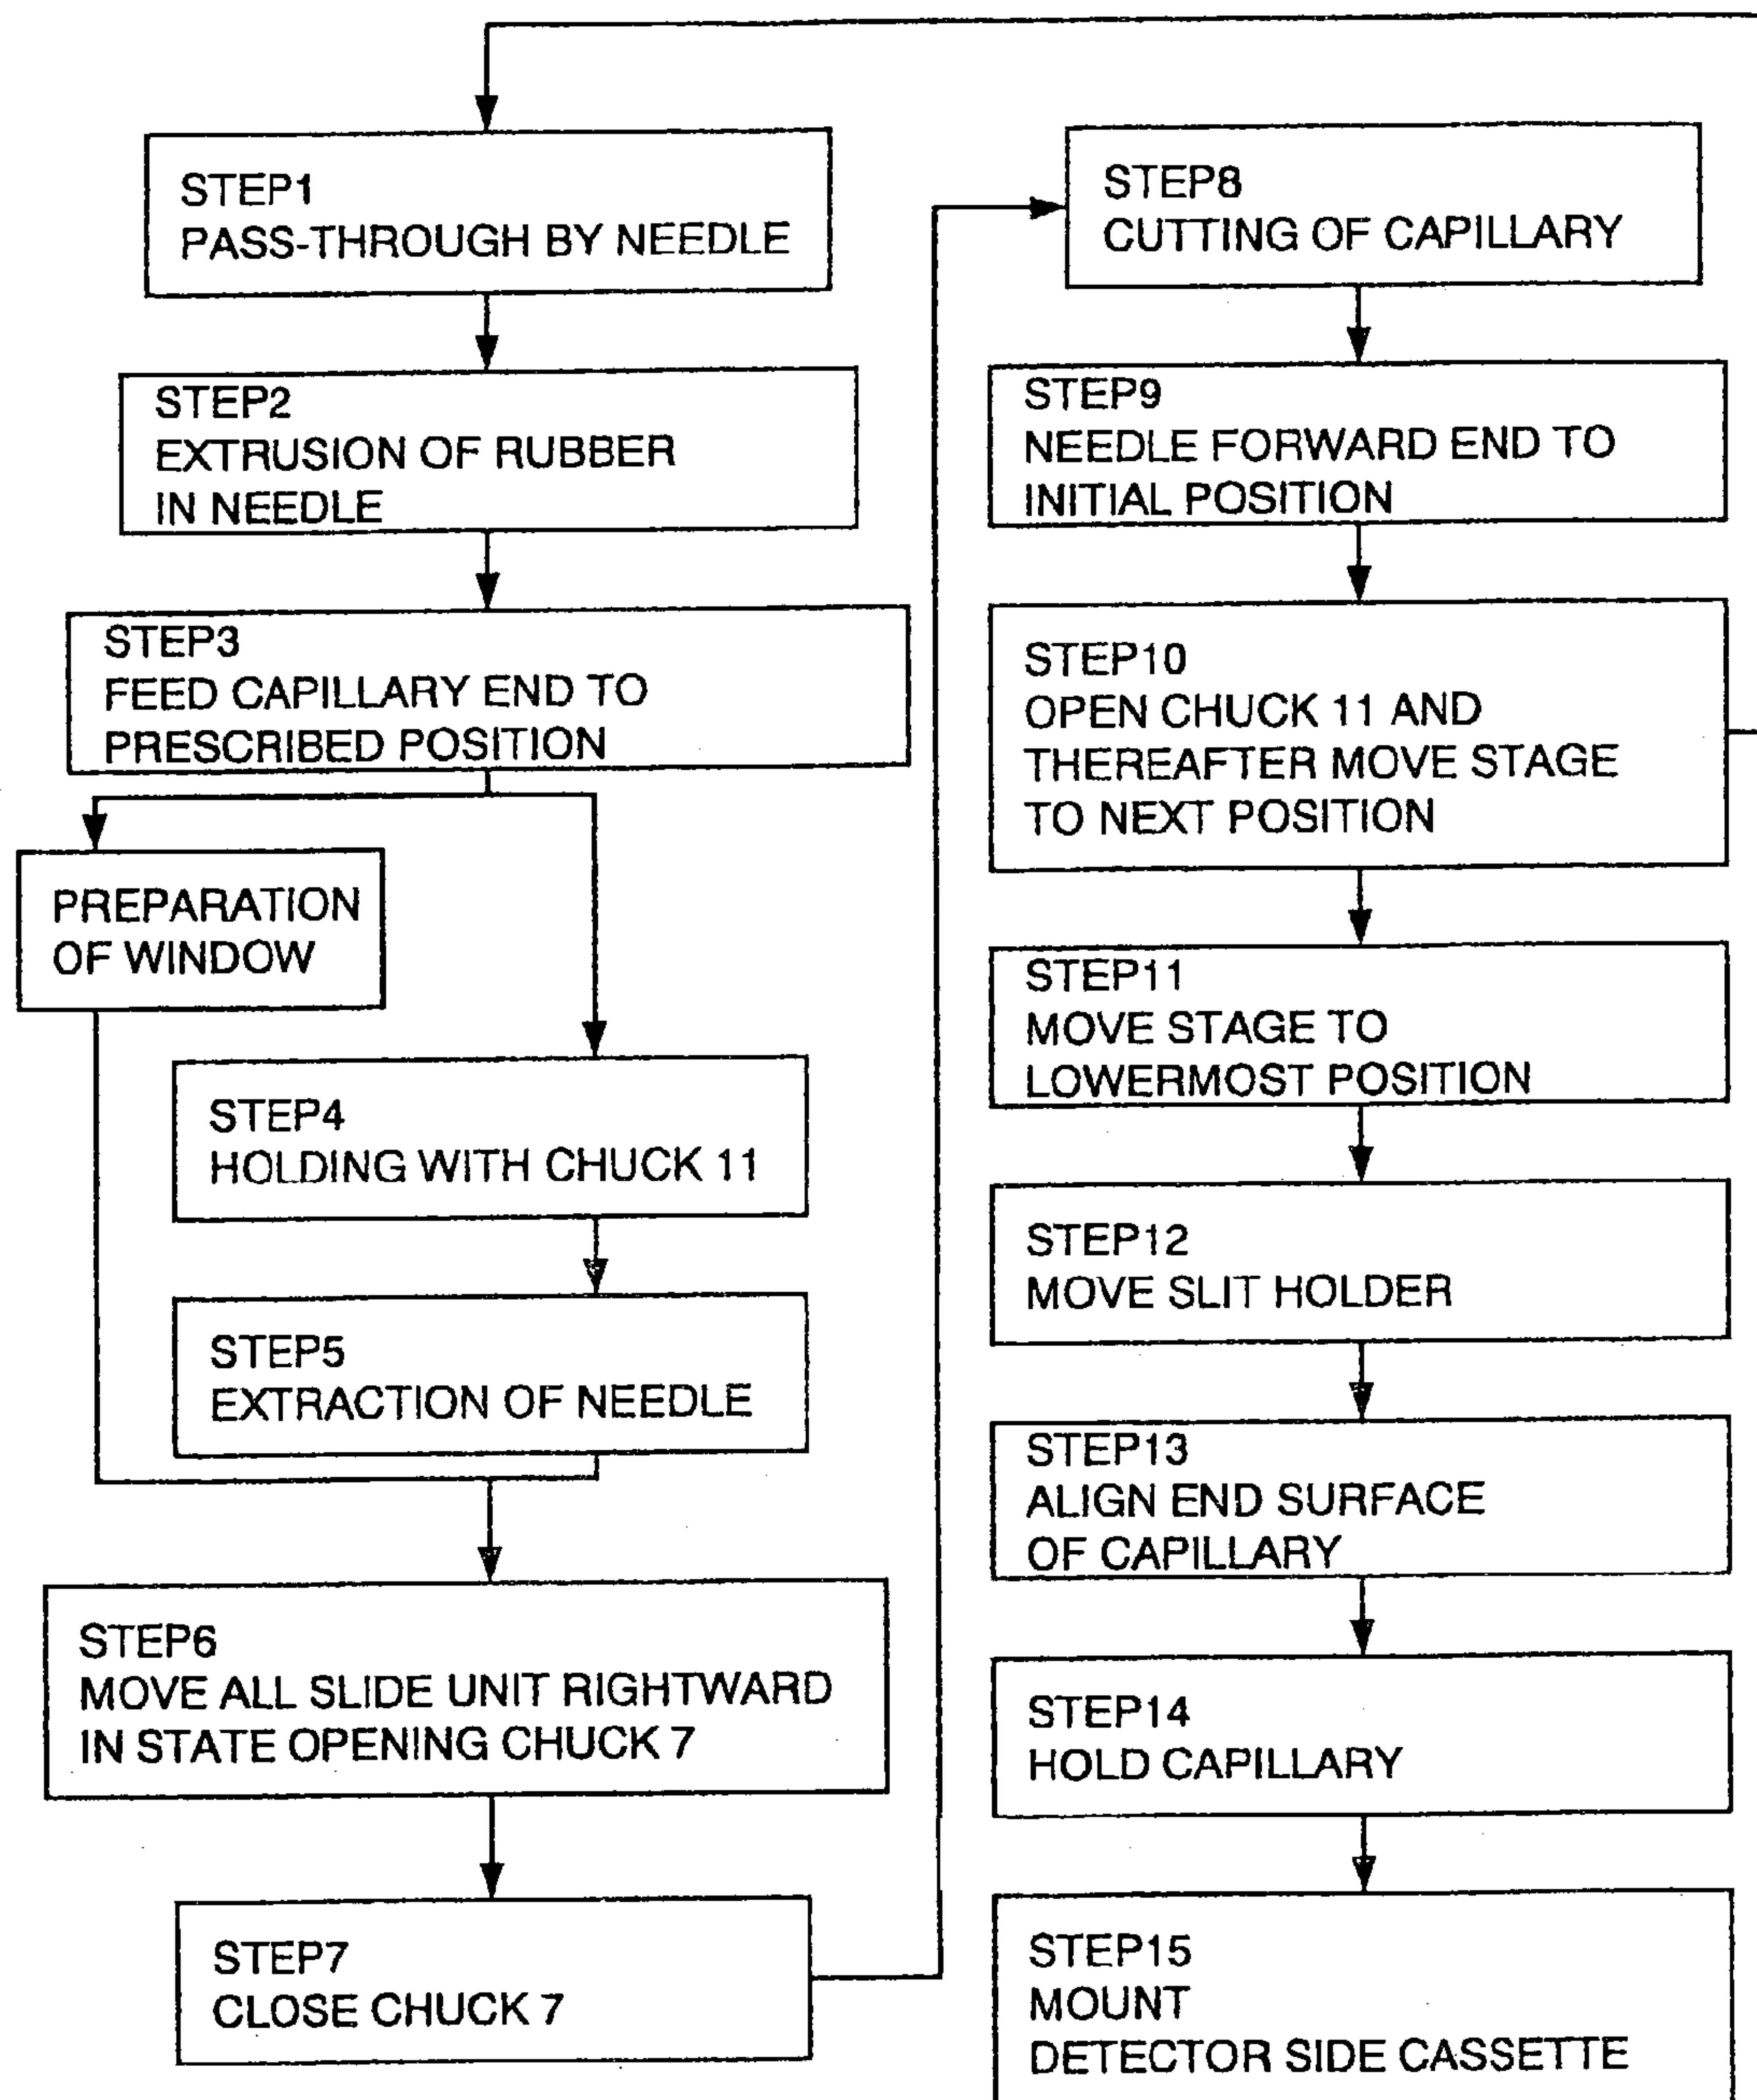 STEP1
PASS-THROUGH BY NEEDLE
STEP2
EXTRUSION OF RUBBER
IN NEEDLE
STEP3
FEED CAPILLARY END TO
PRESCRIBED POSITION
PREPARATION
OF WINDOW
STEP4
HOLDING WITH CHUCK 11
STEP5
EXTRACTION OF NEEDLE
STEP6
MOVE ALL SLIDE UNIT RIGHTWARD
IN STATE OPENING CHUCK 7
STEP7
CLOSE CHUCK 7
STEP8
CUTTING OF CAPILLARY
STEP9
NEEDLE FORWARD END TO
INITIAL POSITION
STEP10
OPEN CHUCK 11 AND
THEREAFTER MOVE STAGE
TO NEXT POSITION
STEP11
MOVE STAGE TO
LOWERMOST POSITION
STEP12
MOVE SLIT HOLDER
STEP13
ALIGN END SURFACE
OF CAPILLARY
STEP14
HOLD CAPILLARY
STEP15
MOUNT
DETECTOR SIDE CASSETTE